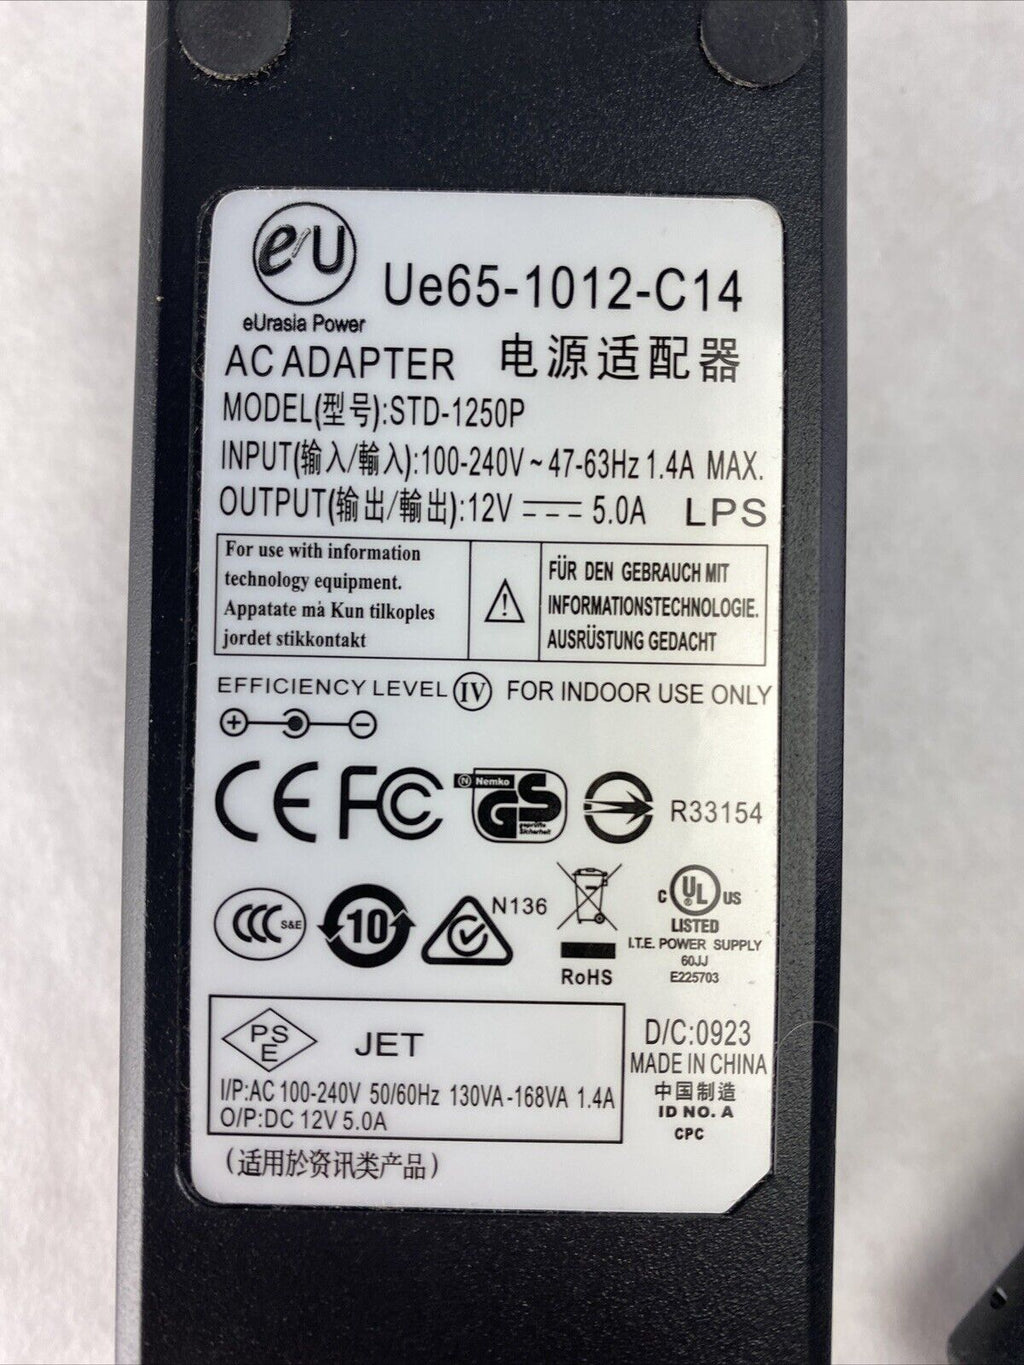 eU
eUrasia Power
Ue65-1012-C14
AC ADAPTER 电源适配器
MODEL(型号):STD-1250P
INPUT(输入/輸入):100-240V ~ 47-63Hz 1.4A MAX.
OUTPUT(输出/輸出):12V 5.0A LPS
For use with information
technology equipment.
Appatate må Kun tilkoples
jordet stikkontakt
FÜR DEN GEBRAUCH MIT
INFORMATIONSTECHNOLOGIE.
AUSRÜSTUNG GEDACHT
EFFICIENCY LEVEL IV FOR INDOOR USE ONLY
CE FC N Nemko GS geprüfte Sicherheit R33154
CCC S&E 10 N136
RoHS
c UL us
LISTED
I.T.E. POWER SUPPLY
60JJ
E225703
PSE JET
I/P:AC 100-240V 50/60Hz 130VA-168VA 1.4A
O/P:DC 12V 5.0A
D/C:0923
MADE IN CHINA
中国制造
ID NO. A
CPC
(适用於资讯类产品)